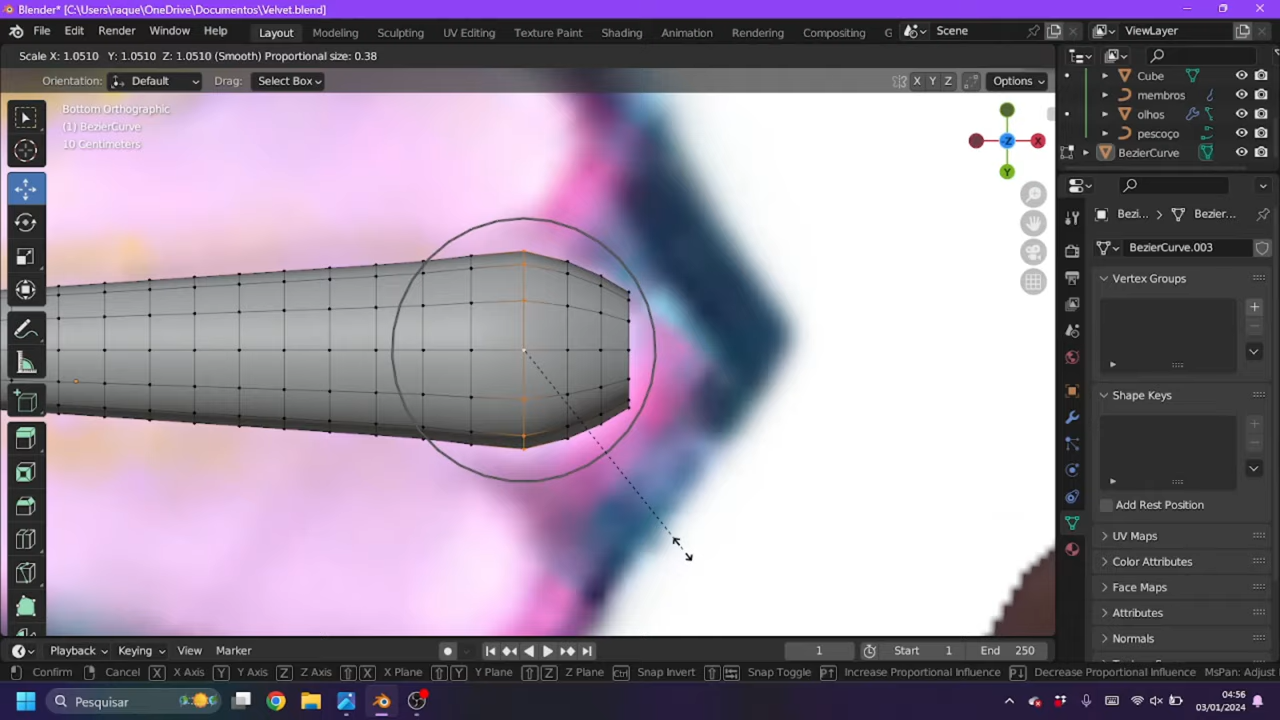 Blender* [C:\Users\raque\OneDrive\Documentos\Velvet.blend]
File Edit Render Window Help Layout Modeling Sculpting UV Editing Texture Paint Shading Animation Rendering Compositing G Scene ViewLayer
Scale X: 1.0510 Y: 1.0510 Z: 1.0510 (Smooth) Proportional size: 0.38
Orientation: Default Drag: Select Box X Y Z Options
Bottom Orthographic
(1) BezierCurve
10 Centimeters
Z X Y
Cube
membros
olhos
pescoço
BezierCurve
Bezi... Bezier...
BezierCurve.003
Vertex Groups
Shape Keys
Add Rest Position
UV Maps
Color Attributes
Face Maps
Attributes
Normals
Playback Keying View Marker 1 Start 1 End 250
Confirm Cancel X X Axis Y Y Axis Z Z Axis X X Plane Y Y Plane Z Z Plane Ctrl Snap Invert Snap Toggle Increase Proportional Influence Decrease Proportional Influence MsPan: Adjust
Pesquisar
04:56
03/01/2024